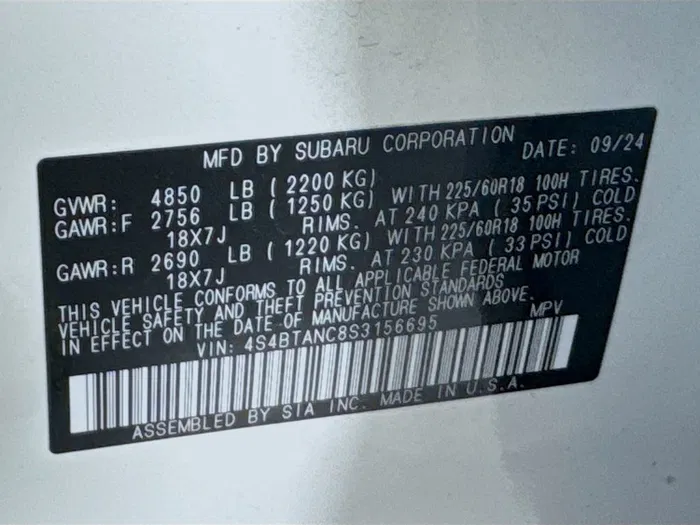 MFD BY SUBARU CORPORATION DATE: 09/24
GVWR: 4850 LB ( 2200 KG)
GAWR:F 2756 LB ( 1250 KG) WITH 225/60R18 100H TIRES.
18X7J RIMS. AT 240 KPA ( 35 PSI) COLD
GAWR:R 2690 LB ( 1220 KG) WITH 225/60R18 100H TIRES.
18X7J RIMS. AT 230 KPA ( 33 PSI) COLD
THIS VEHICLE CONFORMS TO ALL APPLICABLE FEDERAL MOTOR
VEHICLE SAFETY AND THEFT PREVENTION STANDARDS
IN EFFECT ON THE DATE OF MANUFACTURE SHOWN ABOVE.
VIN: 4S4BTANC8S3156695 MPV
ASSEMBLED BY SIA INC. MADE IN U.S.A.